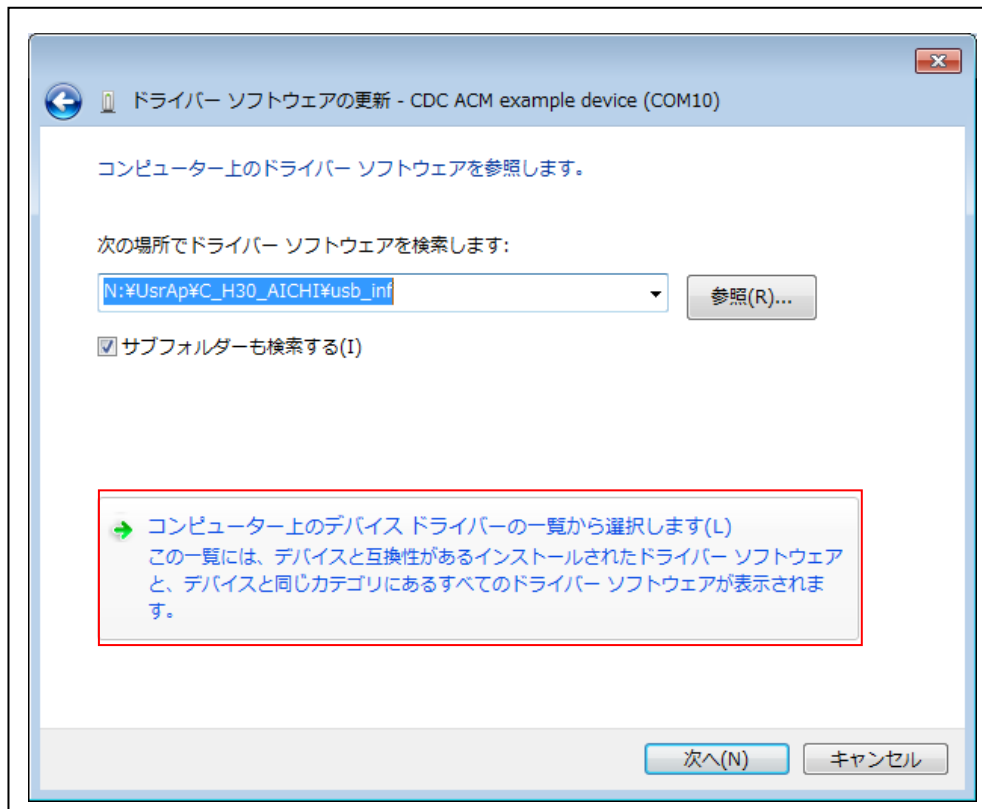 ドライバー ソフトウェアの更新 - CDC ACM example device (COM10)
コンピューター上のドライバー ソフトウェアを参照します。
次の場所でドライバー ソフトウェアを検索します:
N:¥UsrAp¥C_H30_AICHI¥usb_inf
参照(R)...
サブフォルダーも検索する(I)
コンピューター上のデバイス ドライバーの一覧から選択します(L)
この一覧には、デバイスと互換性があるインストールされたドライバー ソフトウェア
と、デバイスと同じカテゴリにあるすべてのドライバー ソフトウェアが表示されま
す。
次へ(N)
キャンセル